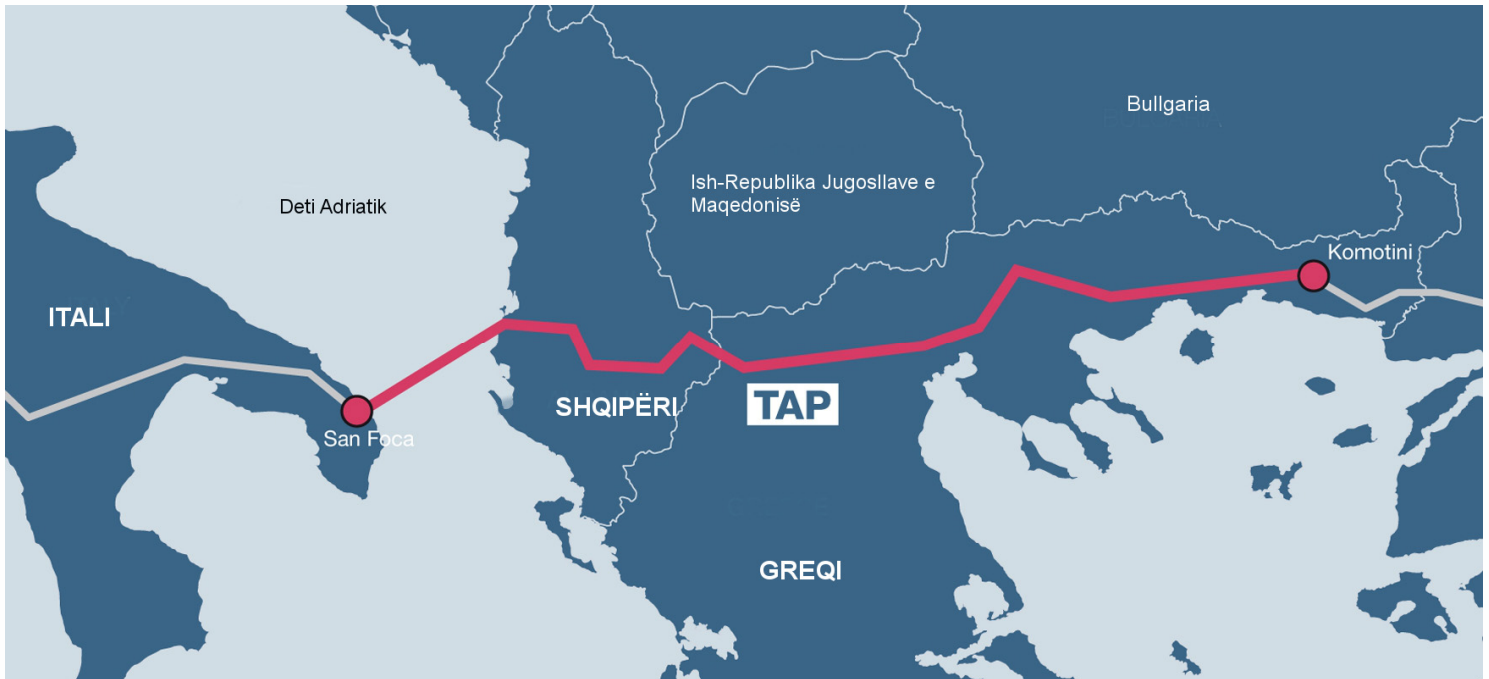 Bullgaria
Ish-Republika Jugosllave e
Maqedonisë
Deti Adriatik
Komotini
ITALI
SHQIPËRI
TAP
San Foca
GREQI